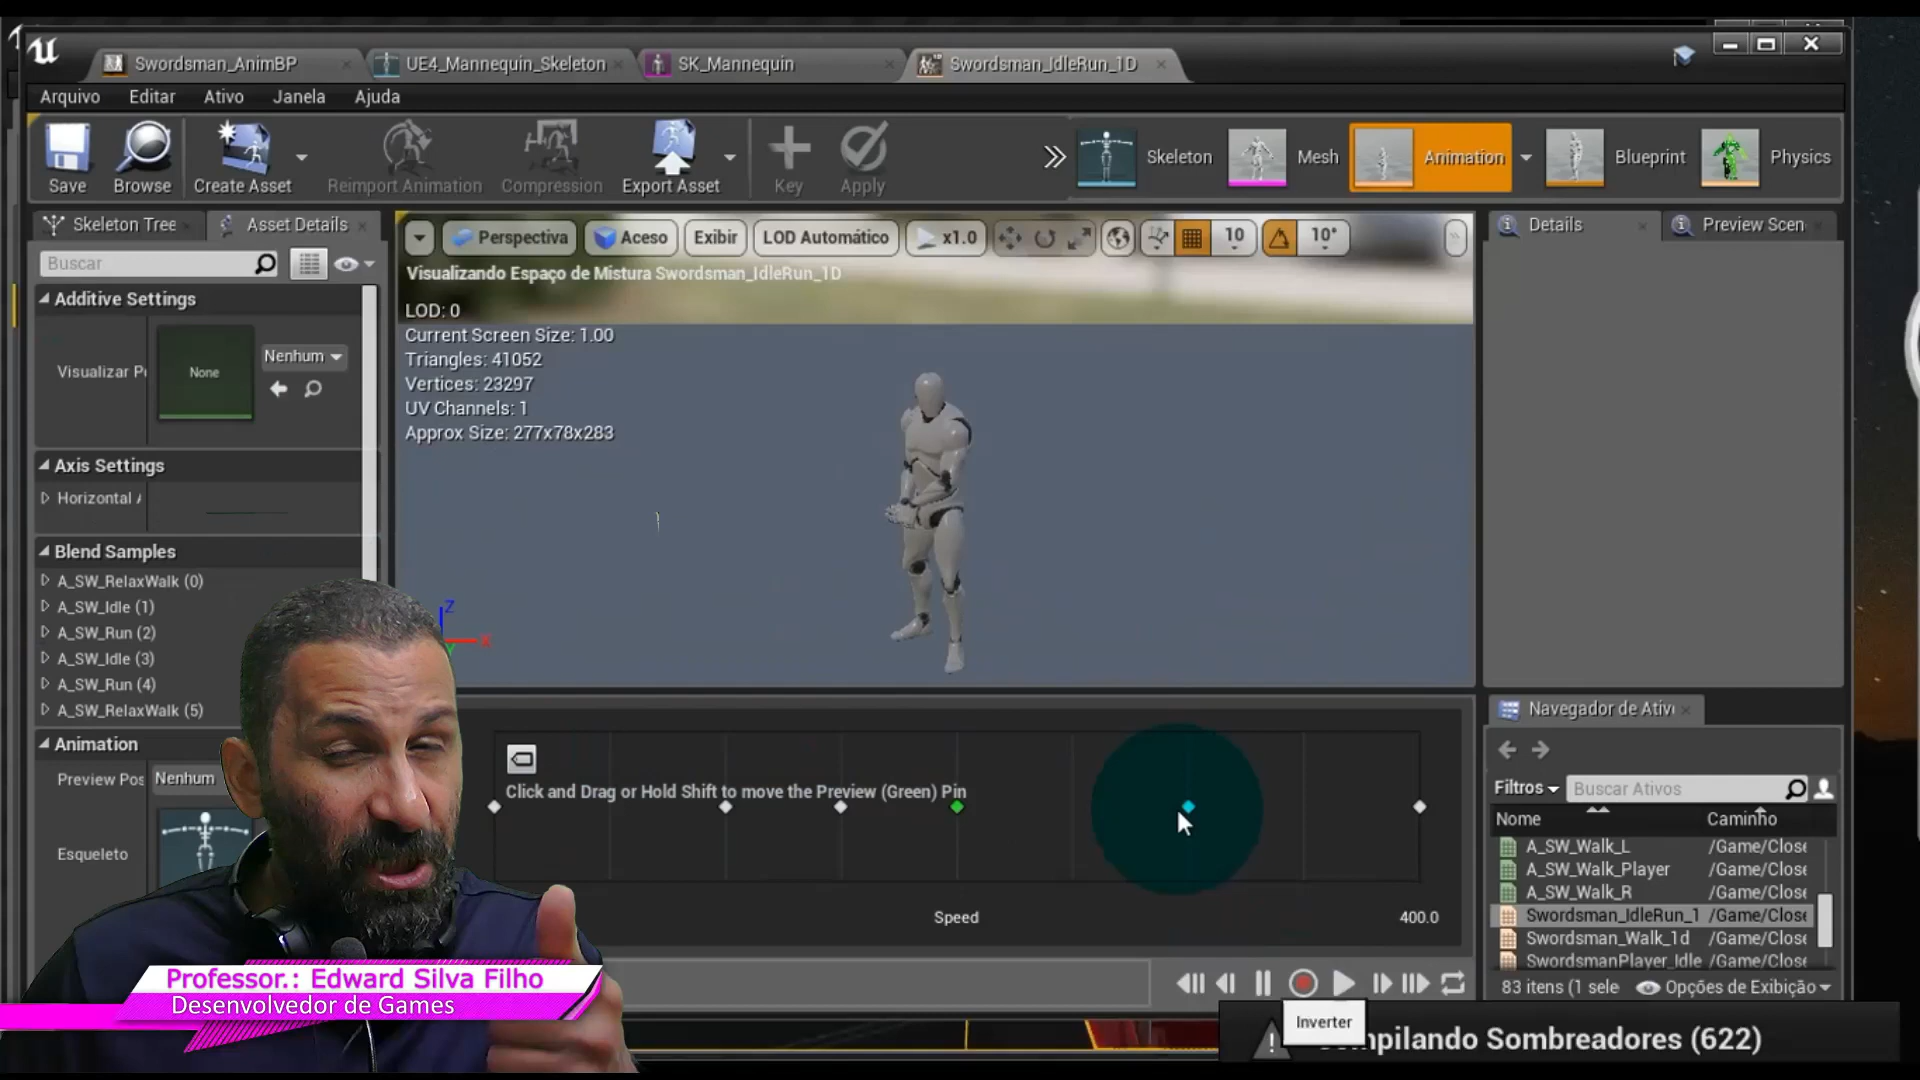 Swordsman_AnimBP
UE4_Mannequin_Skeleton
SK_Mannequin
Swordsman_IdleRun_1D
Arquivo
Editar
Ativo
Janela
Ajuda
Save
Browse
Create Asset
Reimport Animation
Compression
Export Asset
Key
Apply
Skeleton
Mesh
Animation
Blueprint
Physics
Skeleton Tree
Asset Details
Buscar
Additive Settings
Visualizar P
None
Nenhum
Axis Settings
Horizontal
Blend Samples
A_SW_RelaxWalk (0)
A_SW_Idle (1)
A_SW_Run (2)
A_SW_Idle (3)
A_SW_Run (4)
A_SW_RelaxWalk (5)
Animation
Preview Pos
Nenhum
Esqueleto
Perspectiva
Aceso
Exibir
LOD Automático
x1.0
10
10°
Visualizando Espaço de Mistura Swordsman_IdleRun_1D
LOD: 0
Current Screen Size: 1.00
Triangles: 41052
Vertices: 23297
UV Channels: 1
Approx Size: 277x78x283
Z
X
Y
Click and Drag or Hold Shift to move the Preview (Green) Pin
Speed
400.0
Details
Preview Scen
Navegador de Ativ
Filtros
Buscar Ativos
Nome
Caminho
A_SW_Walk_L /Game/Close
A_SW_Walk_Player /Game/Close
A_SW_Walk_R /Game/Close
Swordsman_IdleRun_1 /Game/Close
Swordsman_Walk_1d /Game/Close
SwordsmanPlayer_Idle /Game/Close
83 itens (1 sele
Opções de Exibição
Inverter
mpilando Sombreadores (622)
Professor.: Edward Silva Filho
Desenvolvedor de Games